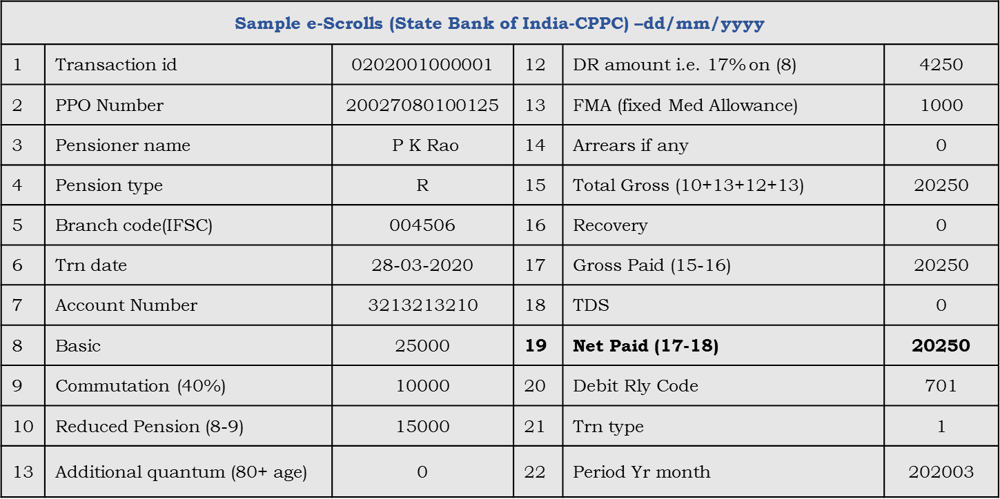 Sample e-Scrolls (State Bank of India-CPPC) –dd/mm/yyyy
1 Transaction id 0202001000001 12 DR amount i.e. 17% on (8) 4250
2 PPO Number 20027080100125 13 FMA (fixed Med Allowance) 1000
3 Pensioner name P K Rao 14 Arrears if any 0
4 Pension type R 15 Total Gross (10+13+12+13) 20250
5 Branch code(IFSC) 004506 16 Recovery 0
6 Trn date 28-03-2020 17 Gross Paid (15-16) 20250
7 Account Number 3213213210 18 TDS 0
8 Basic 25000 19 Net Paid (17-18) 20250
9 Commutation (40%) 10000 20 Debit Rly Code 701
10 Reduced Pension (8-9) 15000 21 Trn type 1
13 Additional quantum (80+ age) 0 22 Period Yr month 202003